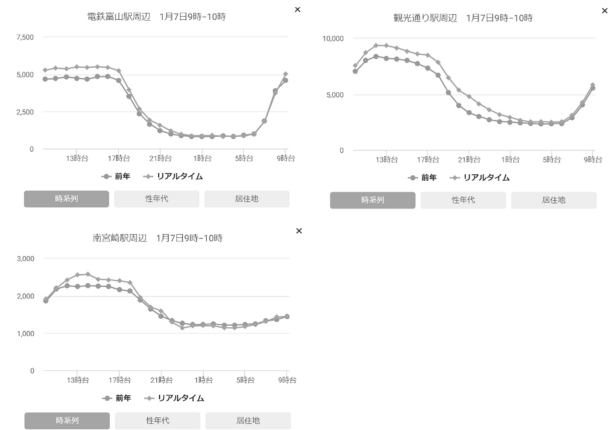 電鉄富山駅周辺 1月7日9時-10時
×
7,500
5,000
2,500
0
13時台 17時台 21時台 1時台 5時台 9時台
前年 リアルタイム
時系列 性年代 居住地
観光通り駅周辺 1月7日9時-10時
×
10,000
5,000
0
13時台 17時台 21時台 1時台 5時台 9時台
前年 リアルタイム
時系列 性年代 居住地
南宮崎駅周辺 1月7日9時-10時
×
3,000
2,000
1,000
0
13時台 17時台 21時台 1時台 5時台 9時台
前年 リアルタイム
時系列 性年代 居住地